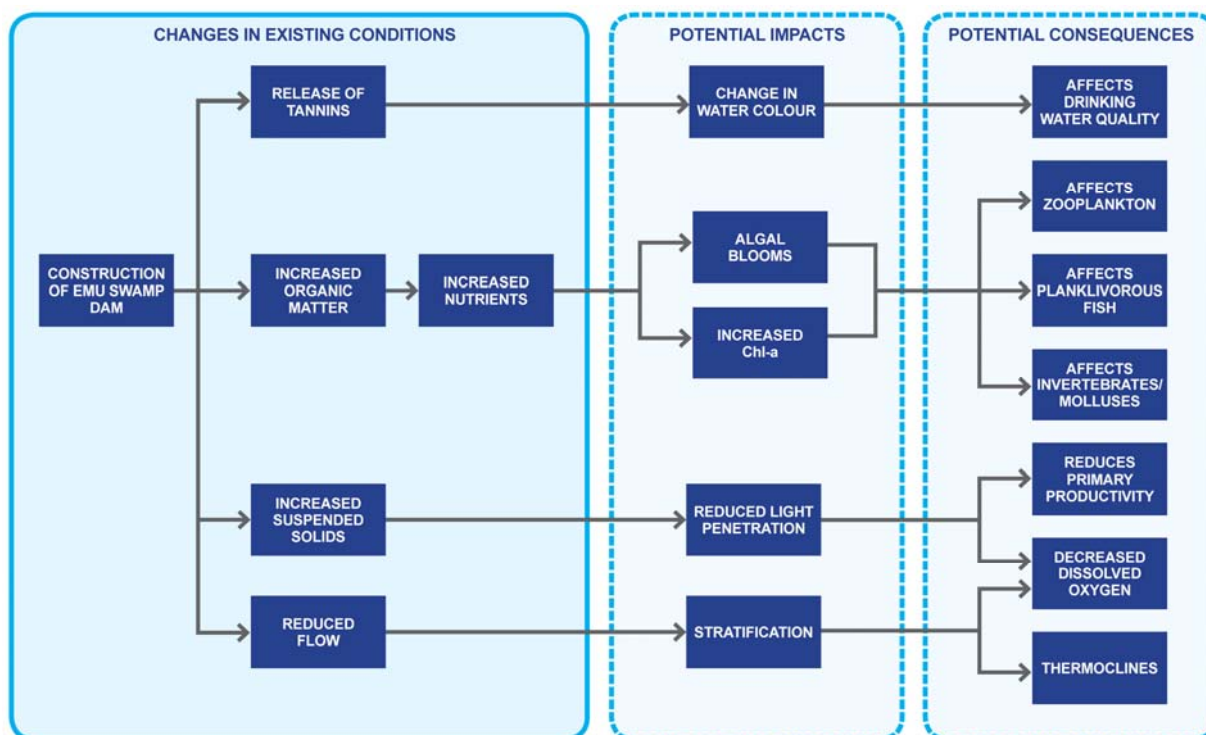 CHANGES IN EXISTING CONDITIONS
POTENTIAL IMPACTS
POTENTIAL CONSEQUENCES
RELEASE OF
TANNINS
CHANGE IN
WATER COLOUR
AFFECTS
DRINKING
WATER QUALITY
AFFECTS
ZOOPLANKTON
CONSTRUCTION
OF EMU SWAMP
DAM
INCREASED
ORGANIC
MATTER
INCREASED
NUTRIENTS
ALGAL
BLOOMS
INCREASED
Chl-a
AFFECTS
PLANKLIVOROUS
FISH
AFFECTS
INVERTEBRATES/
MOLLUSES
INCREASED
SUSPENDED
SOLIDS
REDUCED LIGHT
PENETRATION
REDUCES
PRIMARY
PRODUCTIVITY
DECREASED
DISSOLVED
OXYGEN
REDUCED
FLOW
STRATIFICATION
THERMOCLINES